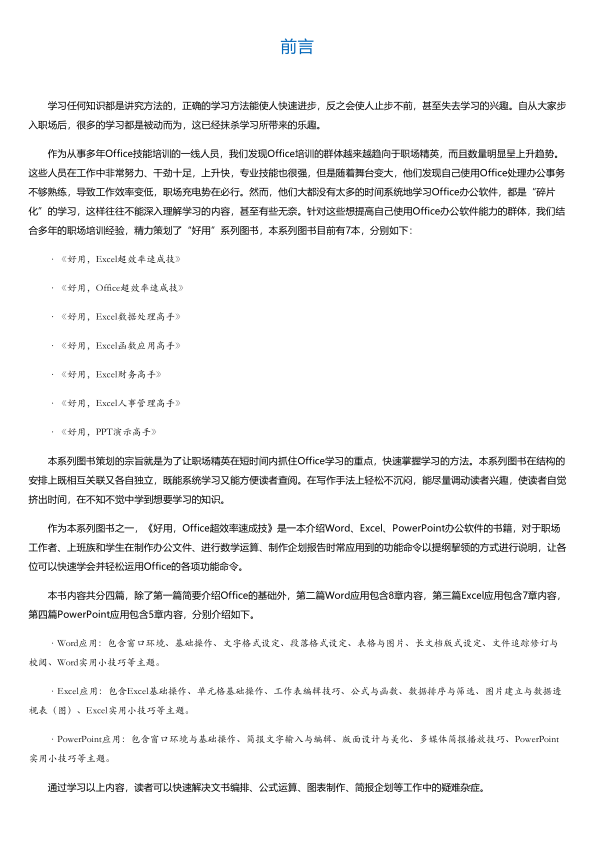 前言
学习任何知识都是讲究方法的，正确的学习方法能使人快速进步，反之会使人止步不前，甚至失去学习的兴趣。自从大家步
入职场后，很多的学习都是被动而为，这已经抹杀学习所带来的乐趣。
作为从事多年Office技能培训的一线人员，我们发现Office培训的群体越来越趋向于职场精英，而且数量明显呈上升趋势。
这些人员在工作中非常努力、干劲十足，上升快，专业技能也很强，但是随着舞台变大，他们发现自己使用Office处理办公事务
不够熟练，导致工作效率变低，职场充电势在必行。然而，他们大都没有太多的时间系统地学习Office办公软件，都是“碎片
化”的学习，这样往往不能深入理解学习的内容，甚至有些无奈。针对这些想提高自己使用Office办公软件能力的群体，我们结
合多年的职场培训经验，精力策划了“好用”系列图书，本系列图书目前有7本，分别如下：
·《好用，Excel超效率速成技》
·《好用，Office超效率速成技》
·《好用，Excel数据处理高手》
·《好用，Excel函数应用高手》
·《好用，Excel财务高手》
·《好用，Excel人事管理高手》
·《好用，PPT演示高手》
本系列图书策划的宗旨就是为了让职场精英在短时间内抓住Office学习的重点，快速掌握学习的方法。本系列图书在结构的
安排上既相互关联又各自独立，既能系统学习又能方便读者查阅。在写作手法上轻松不沉闷，能尽量调动读者兴趣，使读者自觉
挤出时间，在不知不觉中学到想要学习的知识。
作为本系列图书之一，《好用，Office超效率速成技》是一本介绍Word、Excel、PowerPoint办公软件的书籍，对于职场
工作者、上班族和学生在制作办公文件、进行数学运算、制作企划报告时常应用到的功能命令以提纲挈领的方式进行说明，让各
位可以快速学会并轻松运用Office的各项功能命令。
本书内容共分四篇，除了第一篇简要介绍Office的基础外，第二篇Word应用包含8章内容，第三篇Excel应用包含7章内容，
第四篇PowerPoint应用包含5章内容，分别介绍如下。
·Word应用：包含窗口环境、基础操作、文字格式设定、段落格式设定、表格与图片、长文档版式设定、文件追踪修订与
校阅、Word实用小技巧等主题。
·Excel应用：包含Excel基础操作、单元格基础操作、工作表编辑技巧、公式与函数、数据排序与筛选、图片建立与数据透
视表（图）、Excel实用小技巧等主题。
·PowerPoint应用：包含窗口环境与基础操作、简报文字输入与编辑、版面设计与美化、多媒体简报播放技巧、PowerPoint
实用小技巧等主题。
通过学习以上内容，读者可以快速解决文书编排、公式运算、图表制作、简报企划等工作中的疑难杂症。